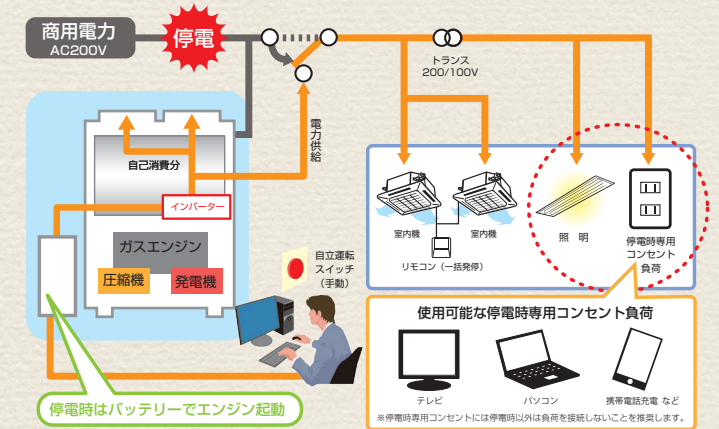 商用電力
AC200V
停電
トランス
200/100V
電力供給
自己消費分
インバーター
ガスエンジン
圧縮機
発電機
自立運転
スイッチ
（手動）
停電時はバッテリーでエンジン起動
室内機
室内機
リモコン（一括発停）
照 明
停電時専用
コンセント
負荷
使用可能な停電時専用コンセント負荷
テレビ
パソコン
携帯電話充電 など
※停電時専用コンセントには停電時以外は負荷を接続しないことを推奨します。